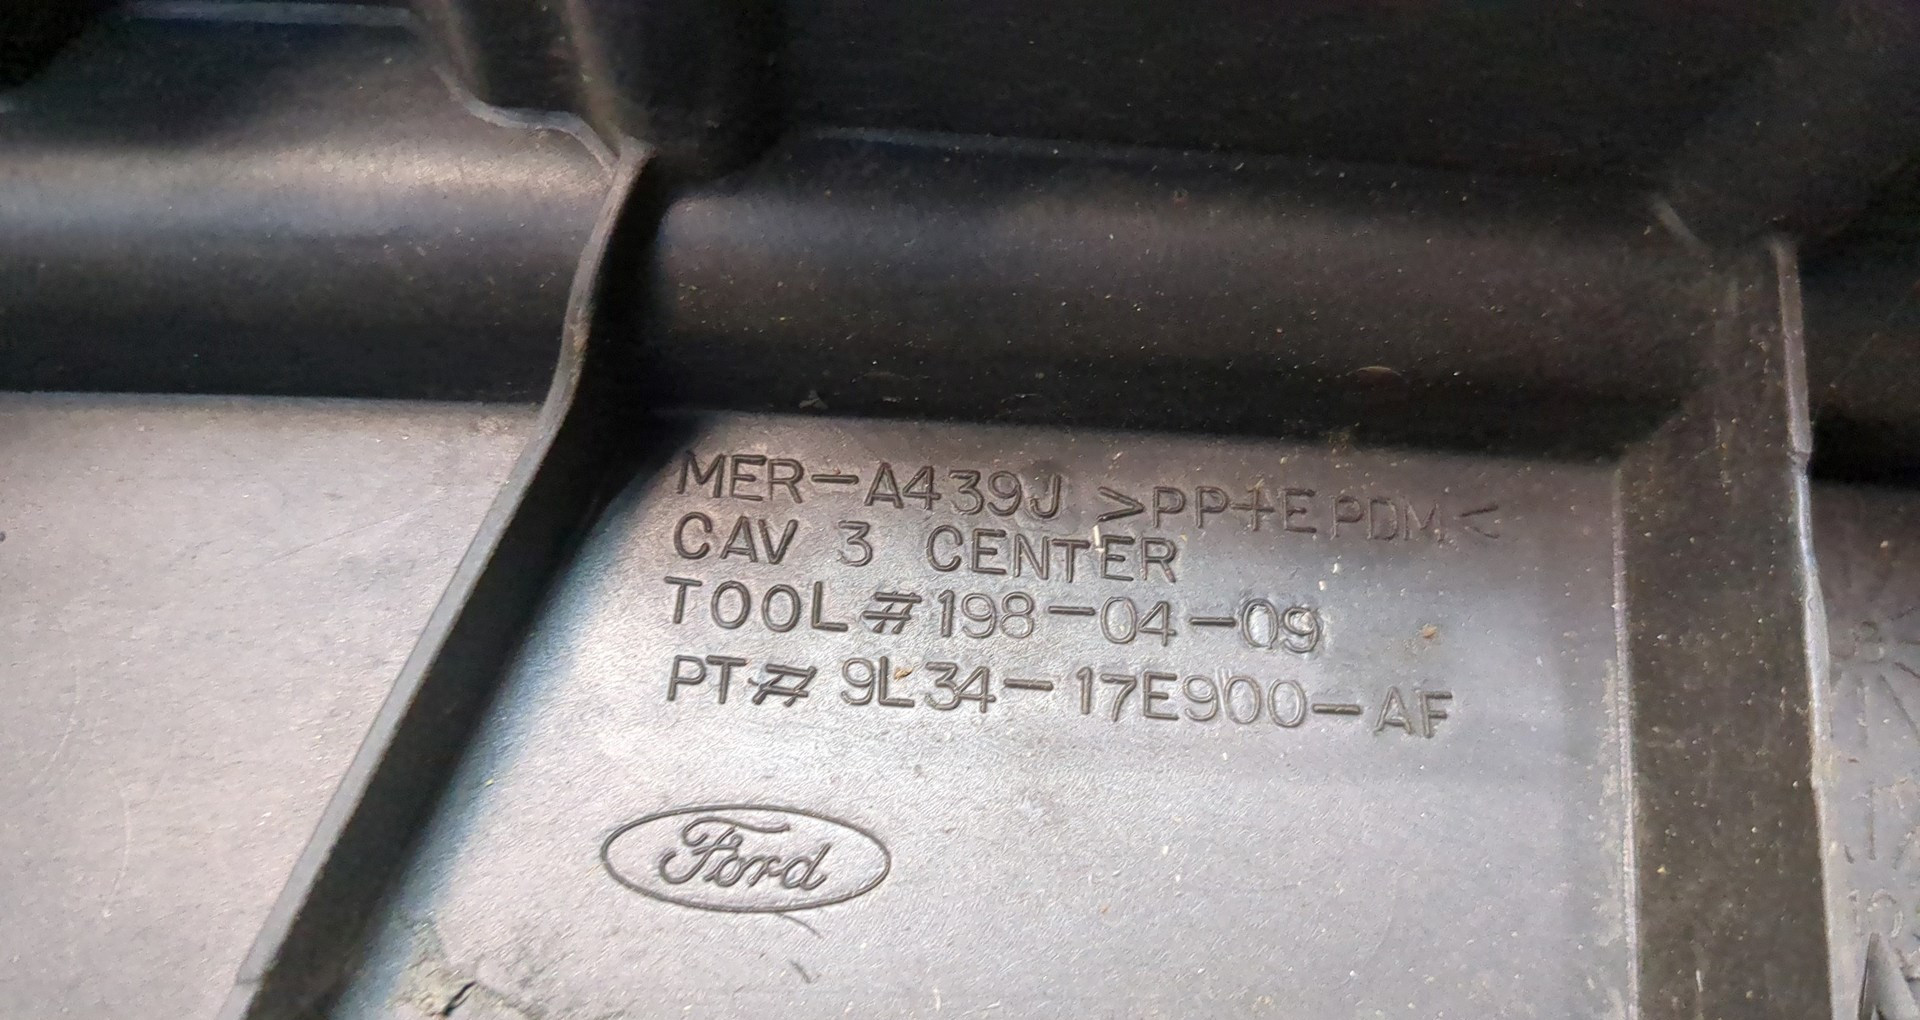 MER-A439J >PP+EPDM<
CAV 3 CENTER
TOOL#198-04-09
PT# 9L34-17E900-AF
Ford